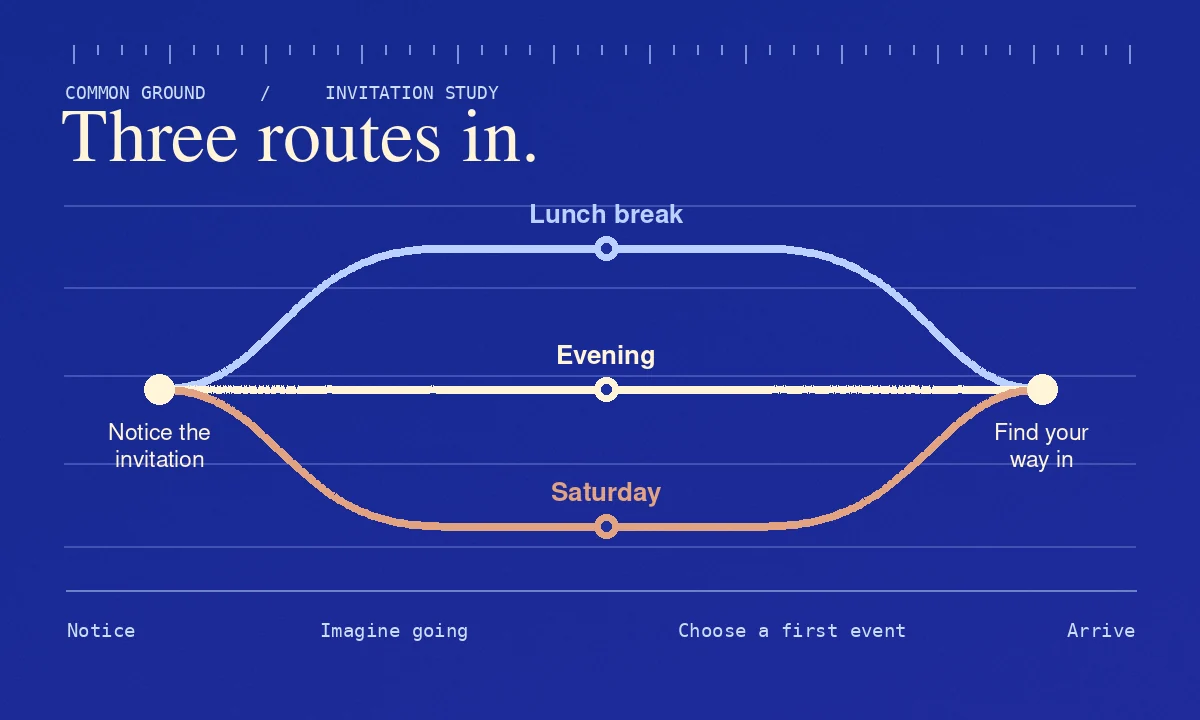 COMMON GROUND / INVITATION STUDY
Three routes in.
Lunch break
Evening
Notice the
invitation
Find your
way in
Saturday
Notice
Imagine going
Choose a first event
Arrive